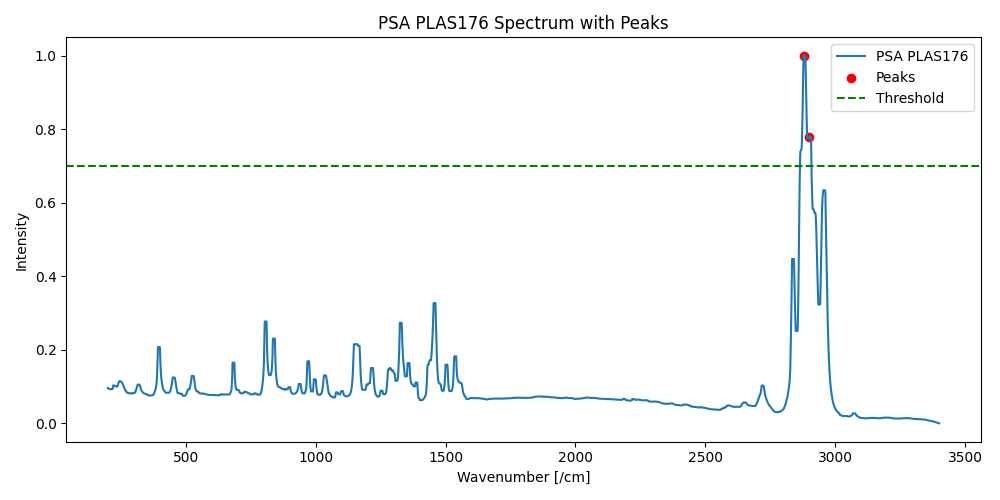 PSA PLAS176 Spectrum with Peaks
PSA PLAS176
Peaks
Threshold
Intensity
1.0
0.8
0.6
0.4
0.2
0.0
500 1000 1500 2000 2500 3000 3500
Wavenumber [/cm]